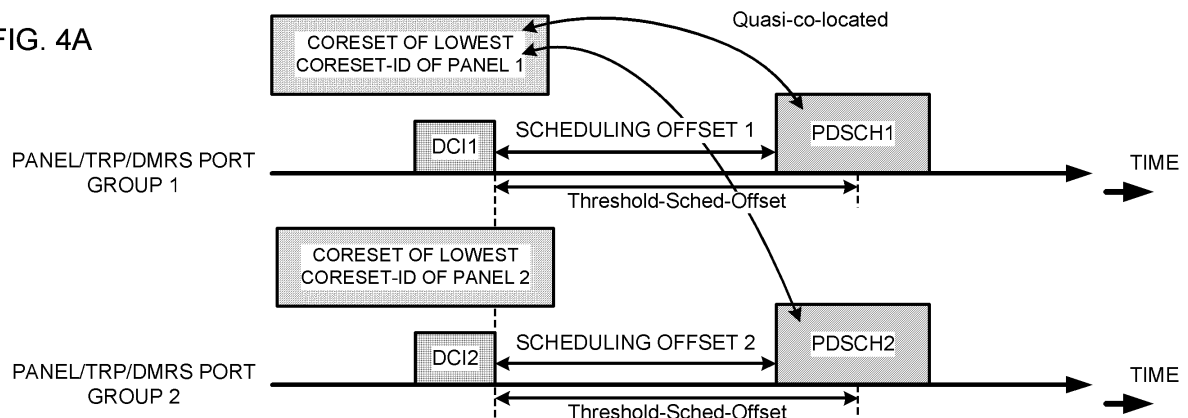 FIG. 4A
Quasi-co-located
CORESET OF LOWEST
CORESET-ID OF PANEL 1
DCI1
SCHEDULING OFFSET 1
PDSCH1
PANEL/TRP/DMRS PORT
GROUP 1
TIME
Threshold-Sched-Offset
CORESET OF LOWEST
CORESET-ID OF PANEL 2
DCI2
SCHEDULING OFFSET 2
PDSCH2
PANEL/TRP/DMRS PORT
GROUP 2
TIME
Threshold-Sched-Offset